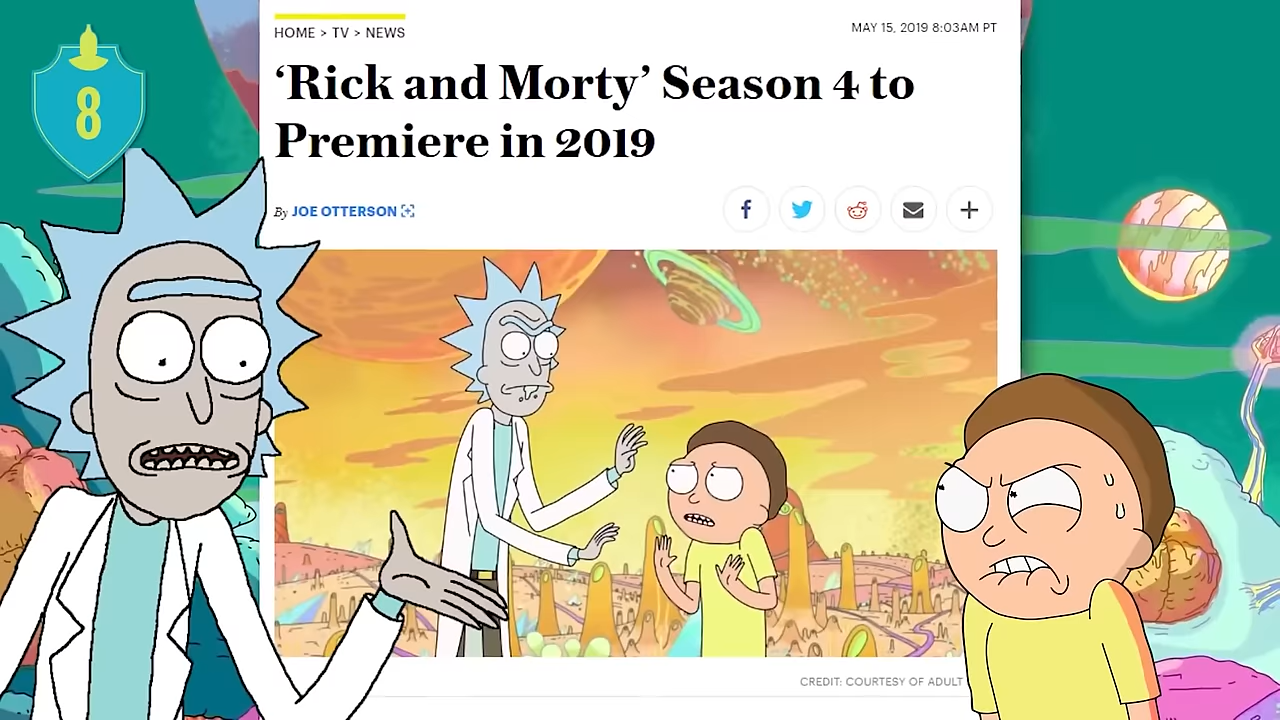 8
HOME > TV > NEWS
MAY 15, 2019 8:03AM PT
‘Rick and Morty’ Season 4 to
Premiere in 2019
By JOE OTTERSON
CREDIT: COURTESY OF ADULT